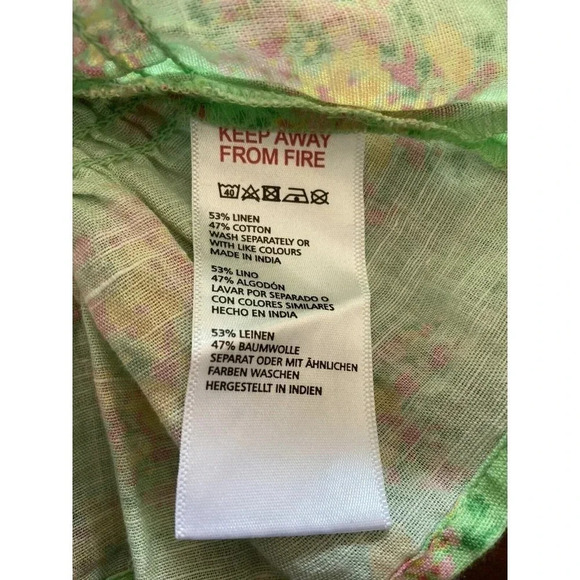 KEEP AWAY
FROM FIRE
40
53% LINEN
47% COTTON
WASH SEPARATELY OR
WITH LIKE COLOURS
MADE IN INDIA
53% LINO
47% ALGODÓN
LAVAR POR SEPARADO O
CON COLORES SIMILARES
HECHO EN INDIA
53% LEINEN
47% BAUMWOLLE
SEPARAT ODER MIT ÄHNLICHEN
FARBEN WASCHEN
HERGESTELLT IN INDIEN